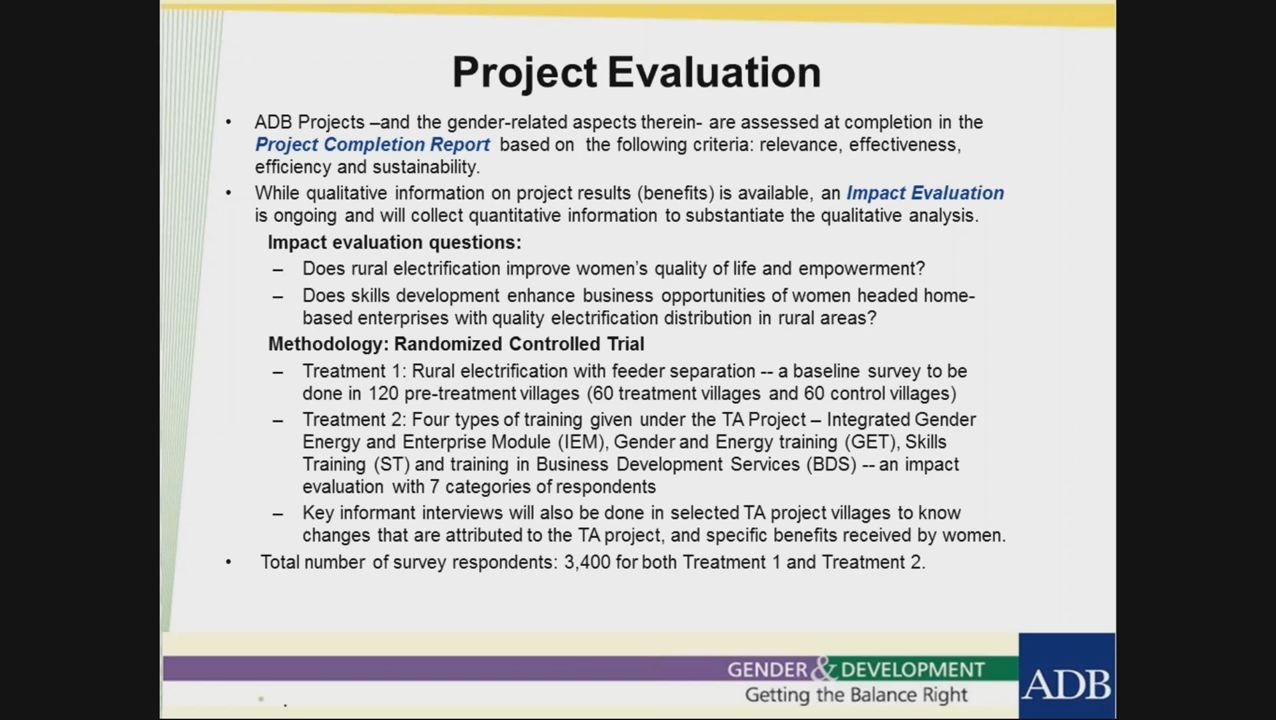 Project Evaluation
• ADB Projects –and the gender-related aspects therein- are assessed at completion in the
Project Completion Report based on the following criteria: relevance, effectiveness,
efficiency and sustainability.
• While qualitative information on project results (benefits) is available, an Impact Evaluation
is ongoing and will collect quantitative information to substantiate the qualitative analysis.
Impact evaluation questions:
– Does rural electrification improve women’s quality of life and empowerment?
– Does skills development enhance business opportunities of women headed home-
based enterprises with quality electrification distribution in rural areas?
Methodology: Randomized Controlled Trial
– Treatment 1: Rural electrification with feeder separation -- a baseline survey to be
done in 120 pre-treatment villages (60 treatment villages and 60 control villages)
– Treatment 2: Four types of training given under the TA Project – Integrated Gender
Energy and Enterprise Module (IEM), Gender and Energy training (GET), Skills
Training (ST) and training in Business Development Services (BDS) -- an impact
evaluation with 7 categories of respondents
– Key informant interviews will also be done in selected TA project villages to know
changes that are attributed to the TA project, and specific benefits received by women.
• Total number of survey respondents: 3,400 for both Treatment 1 and Treatment 2.
GENDER & DEVELOPMENT
Getting the Balance Right
ADB